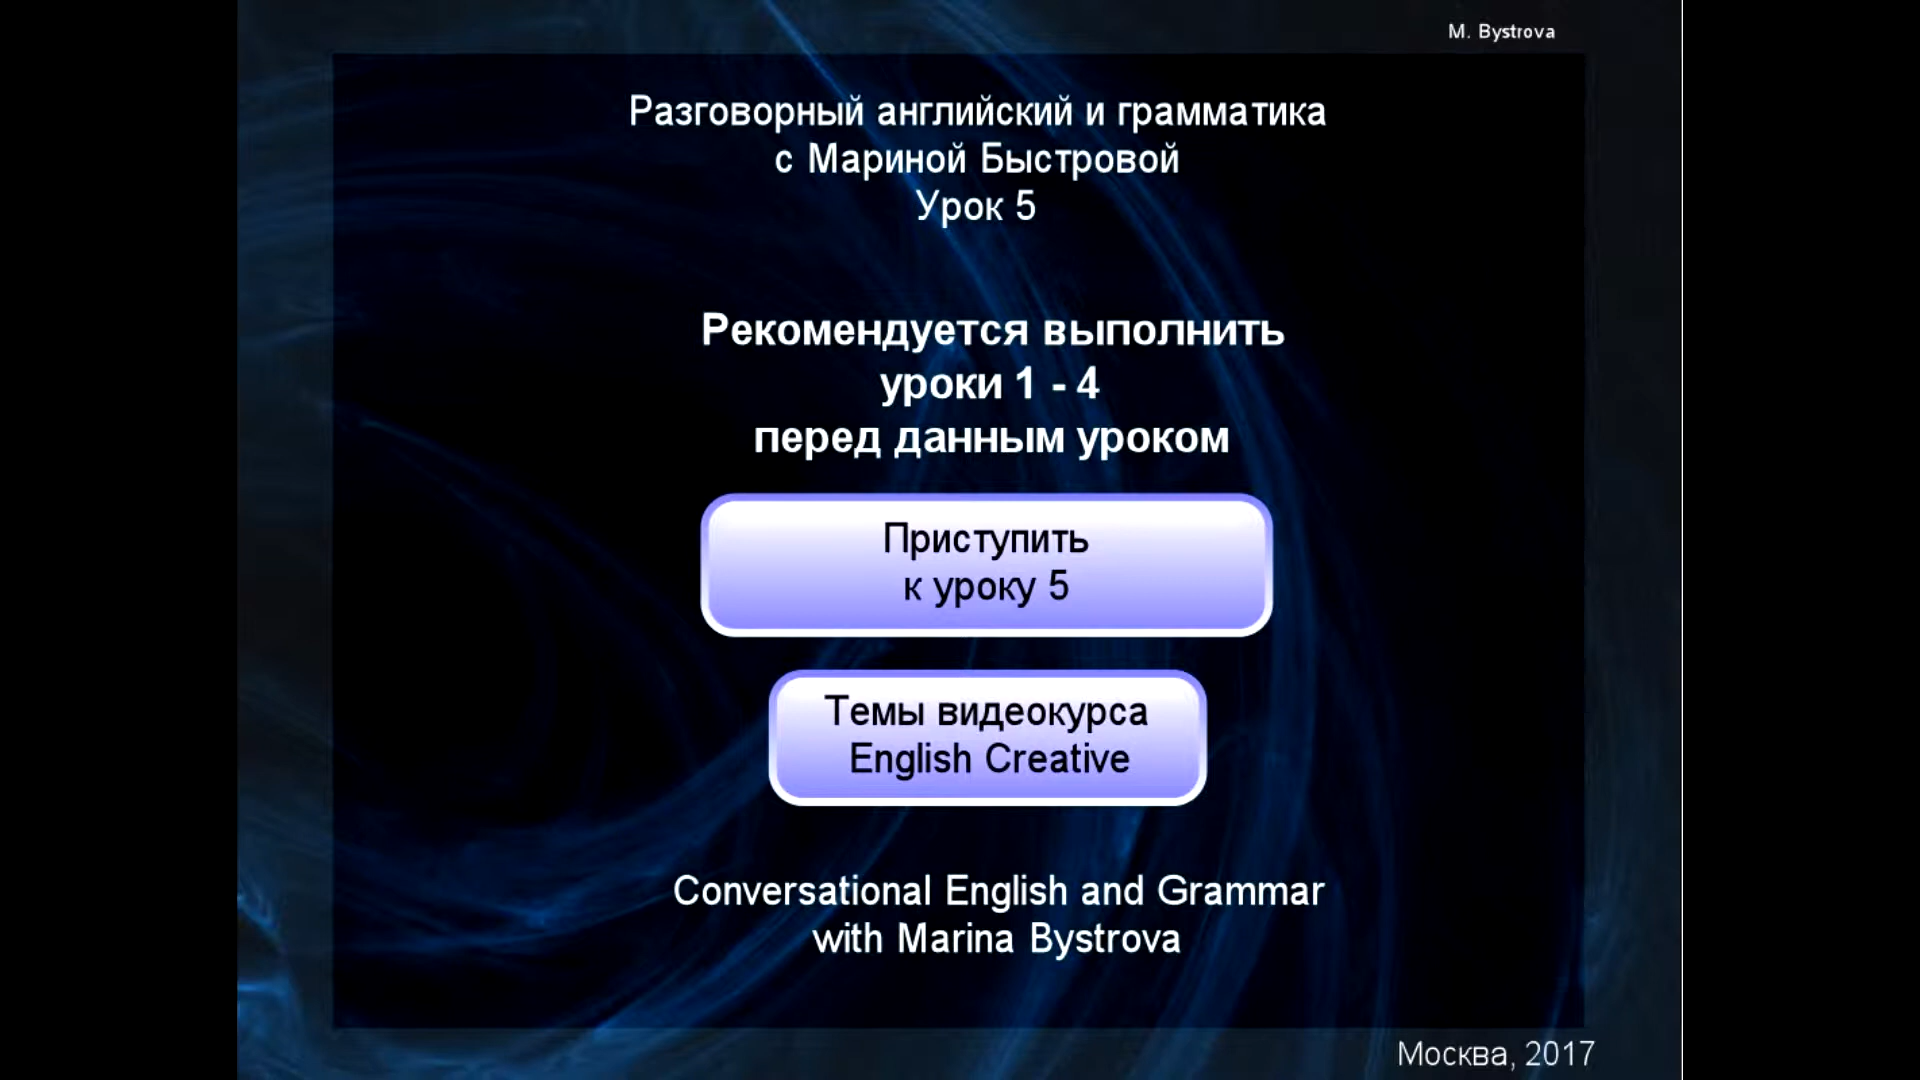 M. Bystrova
Разговорный английский и грамматика
с Мариной Быстровой
Урок 5
Рекомендуется выполнить
уроки 1 - 4
перед данным уроком
Приступить
к уроку 5
Темы видеокурса
English Creative
Conversational English and Grammar
with Marina Bystrova
Москва, 2017